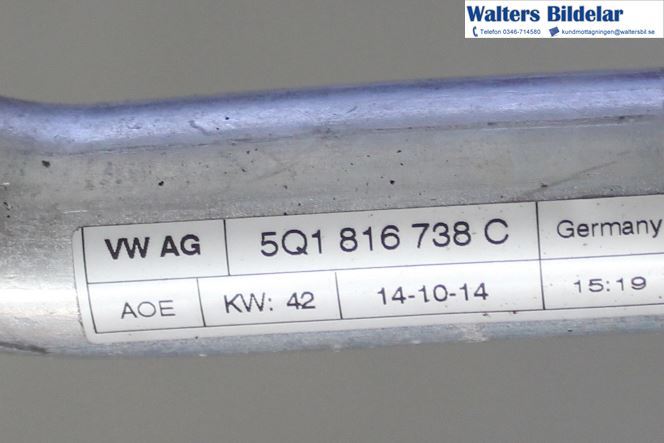 Walters Bildelar
Telefon 0346-714580 kundmottagningen@waltersbil.se
VW AG 5Q1 816 738 C Germany
AOE KW: 42 14-10-14 15:19